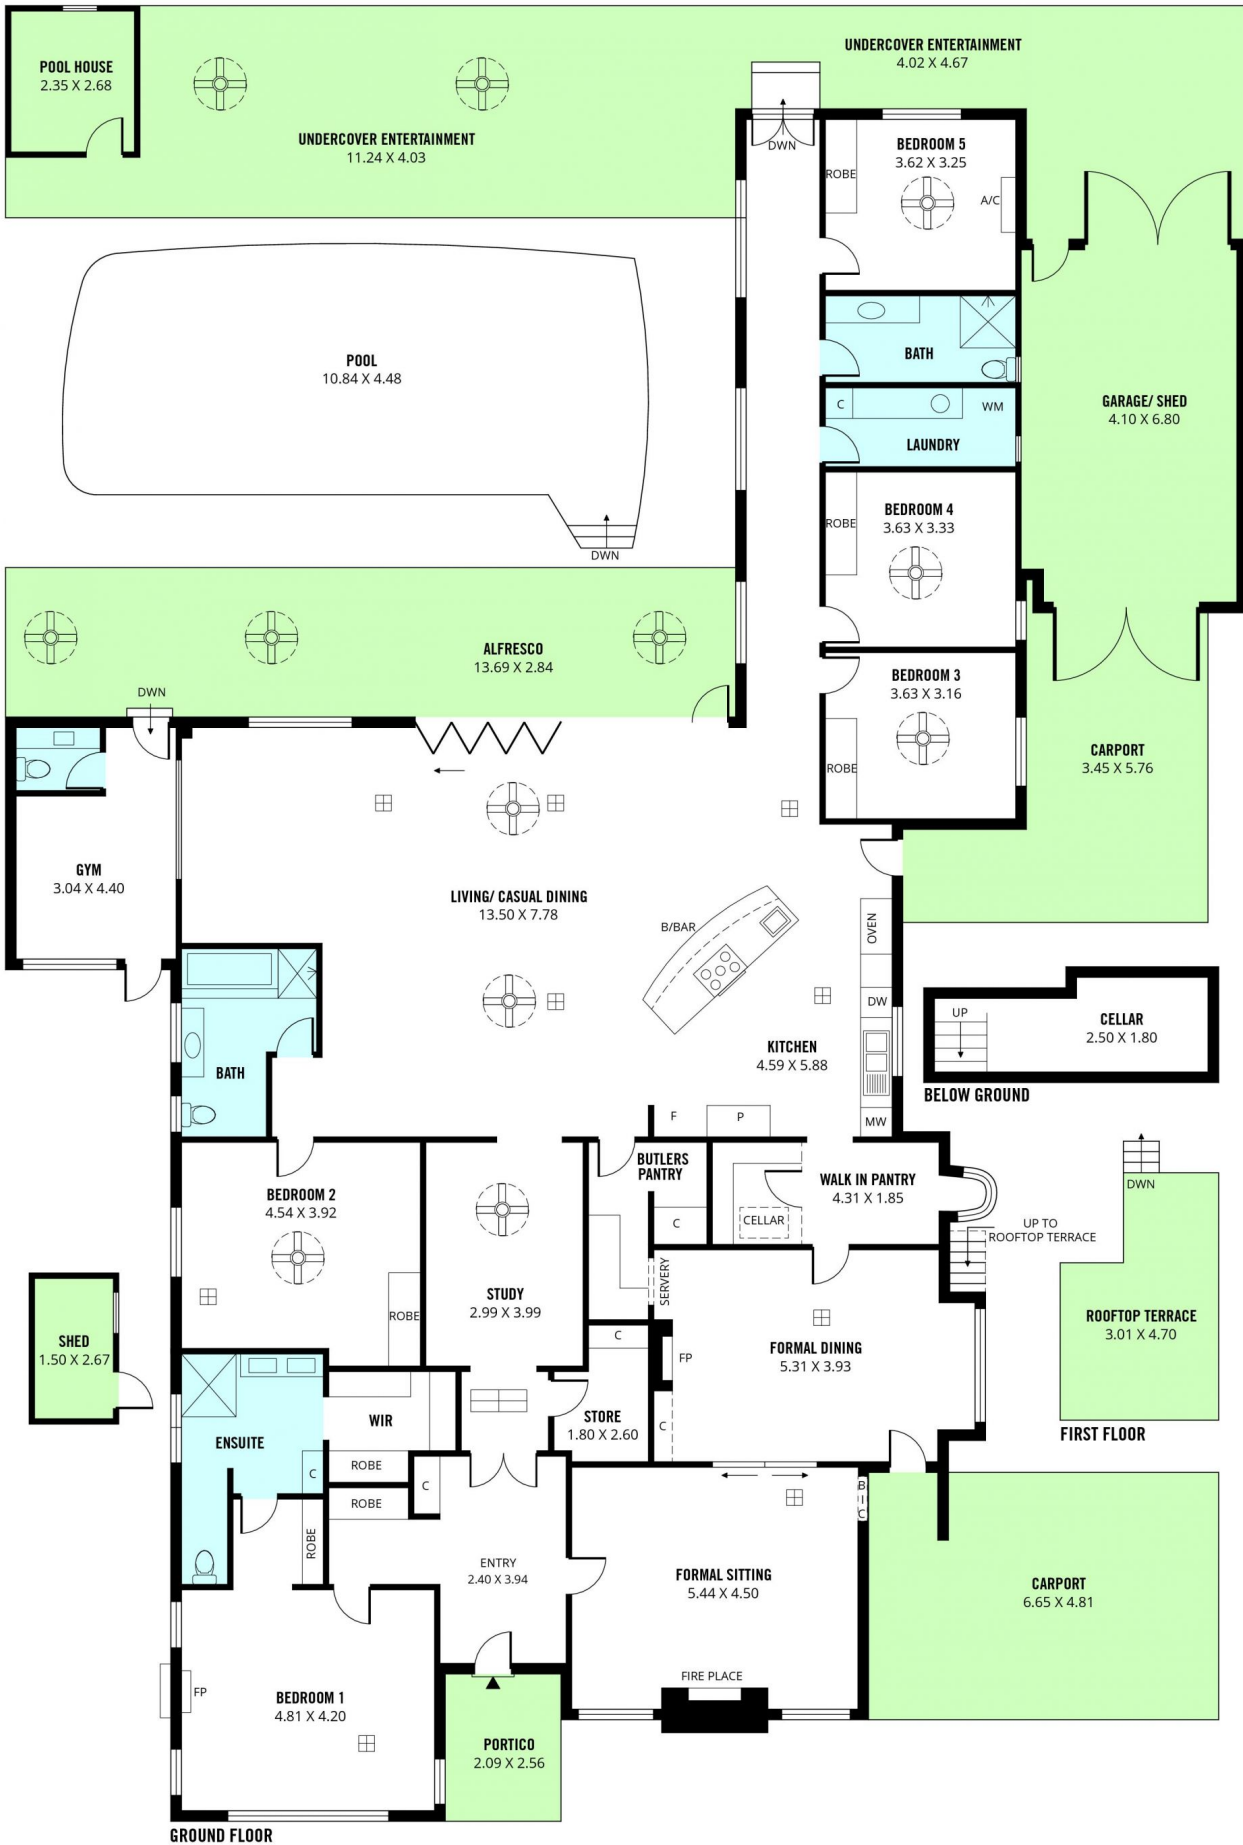 POOL HOUSE
2.35 X 2.68
UNDERCOVER ENTERTAINMENT
4.02 X 4.67
UNDERCOVER ENTERTAINMENT
11.24 X 4.03
DWN
ROBE
BEDROOM 5
3.62 X 3.25
A/C
BATH
POOL
10.84 X 4.48
DWN
C
WM
LAUNDRY
GARAGE/ SHED
4.10 X 6.80
ROBE
BEDROOM 4
3.63 X 3.33
ALFRESCO
13.69 X 2.84
DWN
BEDROOM 3
3.63 X 3.16
ROBE
CARPORT
3.45 X 5.76
GYM
3.04 X 4.40
LIVING/ CASUAL DINING
13.50 X 7.78
B/BAR
OVEN
DW
KITCHEN
4.59 X 5.88
MW
F
P
BATH
UP
CELLAR
2.50 X 1.80
BELOW GROUND
BEDROOM 2
4.54 X 3.92
ROBE
STUDY
2.99 X 3.99
BUTLERS
PANTRY
C
CELLAR
WALK IN PANTRY
4.31 X 1.85
UP TO
ROOFTOP TERRACE
DWN
ROOFTOP TERRACE
3.01 X 4.70
FIRST FLOOR
SERVERY
FP
FORMAL DINING
5.31 X 3.93
C
SHED
1.50 X 2.67
C
STORE
1.80 X 2.60
ENSUITE
C
WIR
ROBE
ROBE
ROBE
C
ENTRY
2.40 X 3.94
FORMAL SITTING
5.44 X 4.50
B
I
C
FIRE PLACE
CARPORT
6.65 X 4.81
FP
BEDROOM 1
4.81 X 4.20
PORTICO
2.09 X 2.56
GROUND FLOOR